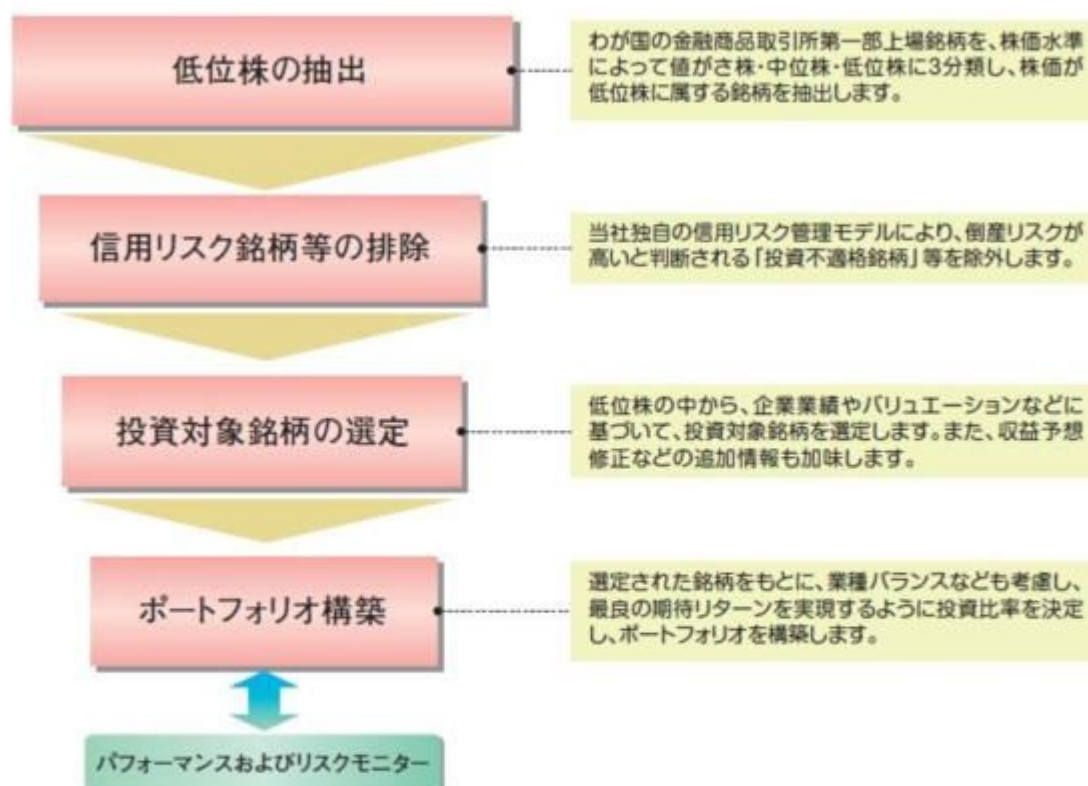 低位株の抽出
わが国の金融商品取引所第一部上場銘柄を、株価水準
によって値がさ株・中位株・低位株に3分類し、株価が
低位株に属する銘柄を抽出します。
信用リスク銘柄等の排除
当社独自の信用リスク管理モデルにより、倒産リスクが
高いと判断される「投資不適格銘柄」等を除外します。
投資対象銘柄の選定
低位株の中から、企業業績やバリュエーションなどに
基づいて、投資対象銘柄を選定します。また、収益予想
修正などの追加情報も加味します。
ポートフォリオ構築
選定された銘柄をもとに、業種バランスなども考慮し、
最良の期待リターンを実現するように投資比率を決定
し、ポートフォリオを構築します。
パフォーマンスおよびリスクモニター